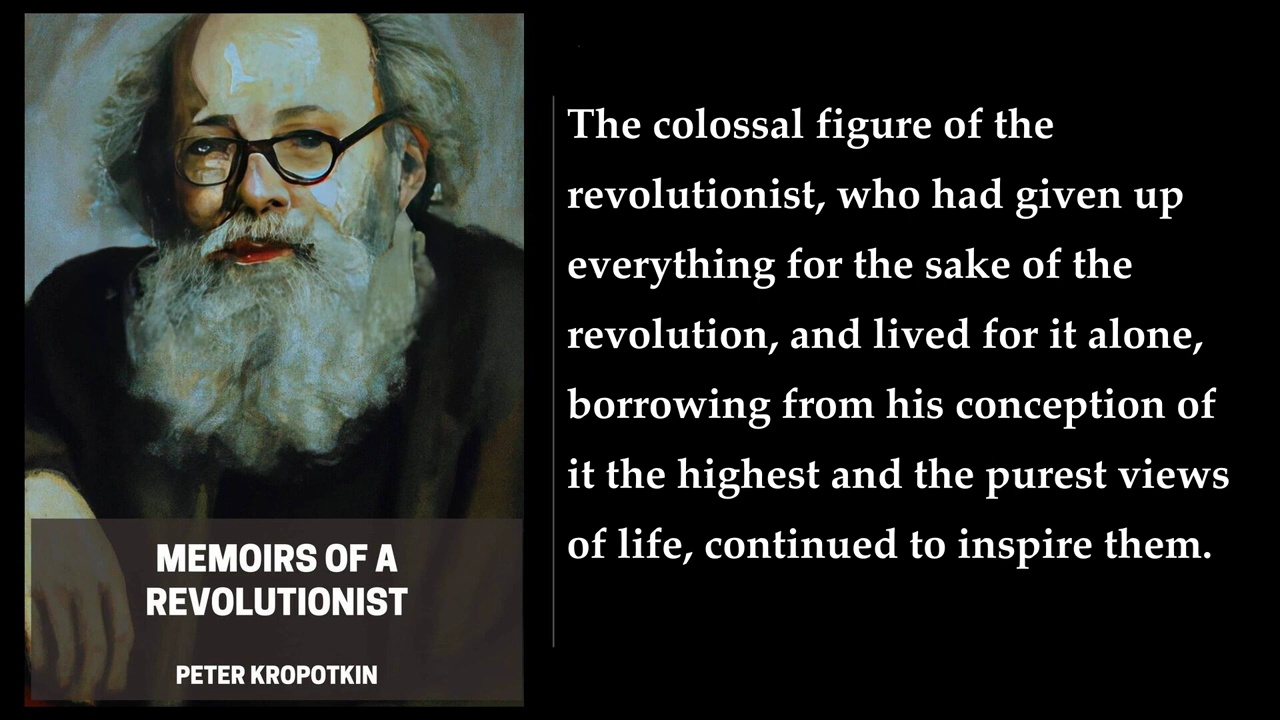 MEMOIRS OF A
REVOLUTIONIST
PETER KROPOTKIN
The colossal figure of the
revolutionist, who had given up
everything for the sake of the
revolution, and lived for it alone,
borrowing from his conception of
it the highest and the purest views
of life, continued to inspire them.